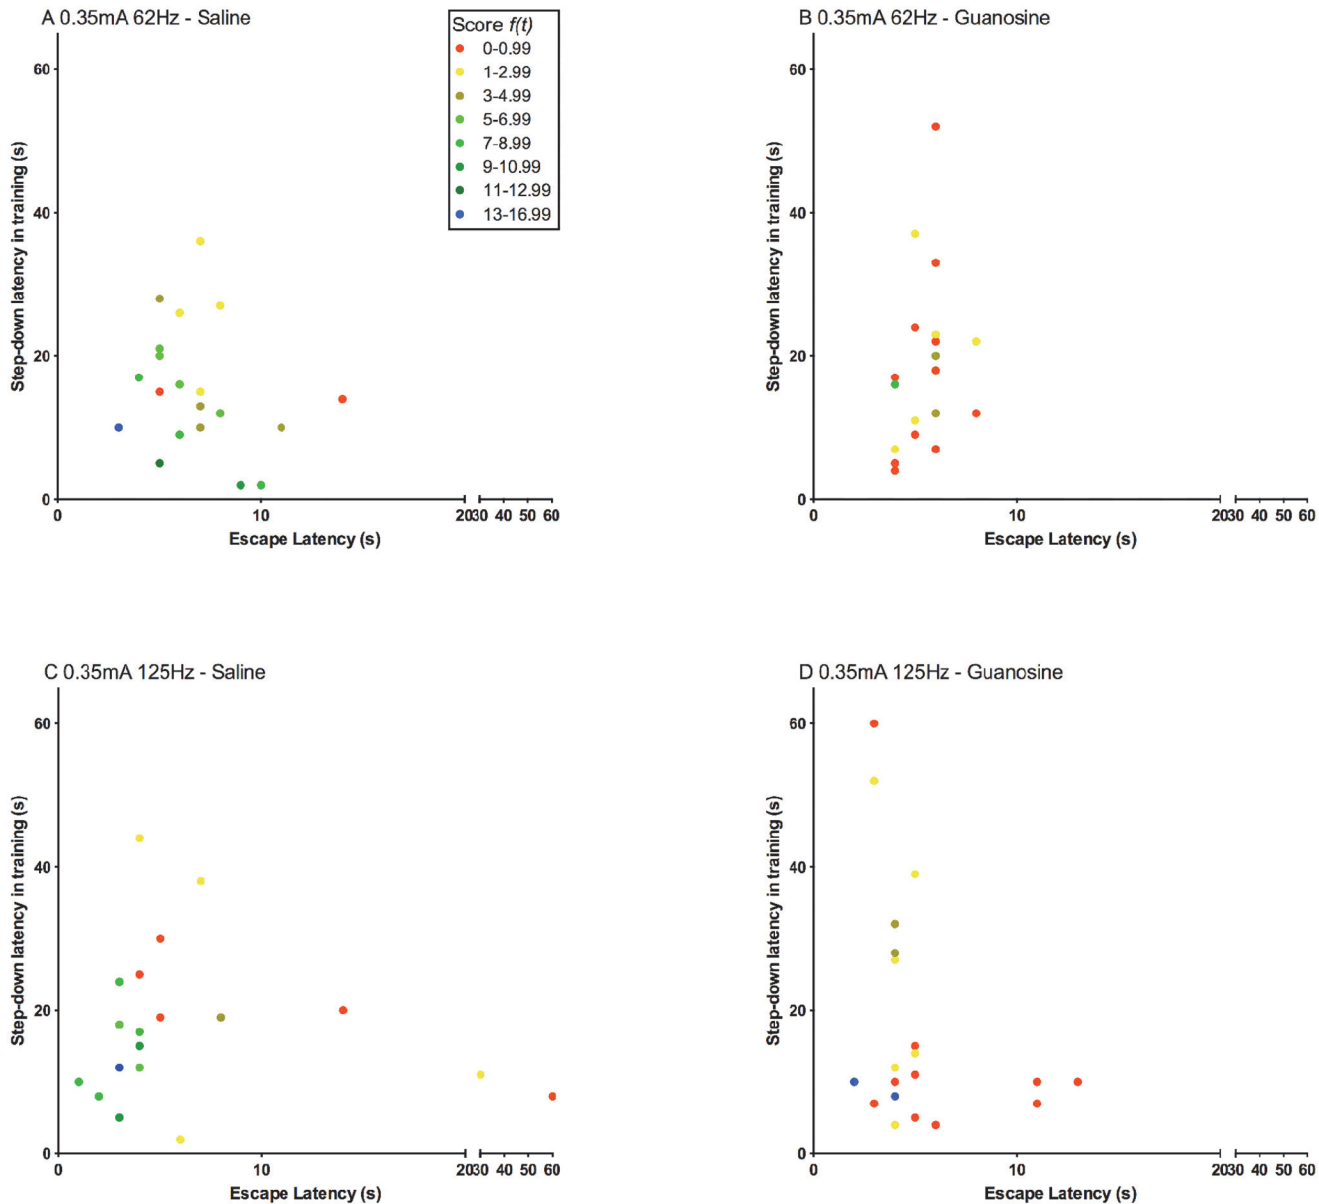 A 0.35mA 62Hz - Saline
Score f(t)
0-0.99
1-2.99
3-4.99
5-6.99
7-8.99
9-10.99
11-12.99
13-16.99
Step-down latency in training (s)
60
40
20
0
0 10 20 30 40 50 60
Escape Latency (s)
B 0.35mA 62Hz - Guanosine
Step-down latency in training (s)
60
40
20
0
0 10 20 30 40 50 60
Escape Latency (s)
C 0.35mA 125Hz - Saline
Step-down latency in training (s)
60
40
20
0
0 10 20 30 40 50 60
Escape Latency (s)
D 0.35mA 125Hz - Guanosine
Step-down latency in training (s)
60
40
20
0
0 10 20 30 40 50 60
Escape Latency (s)